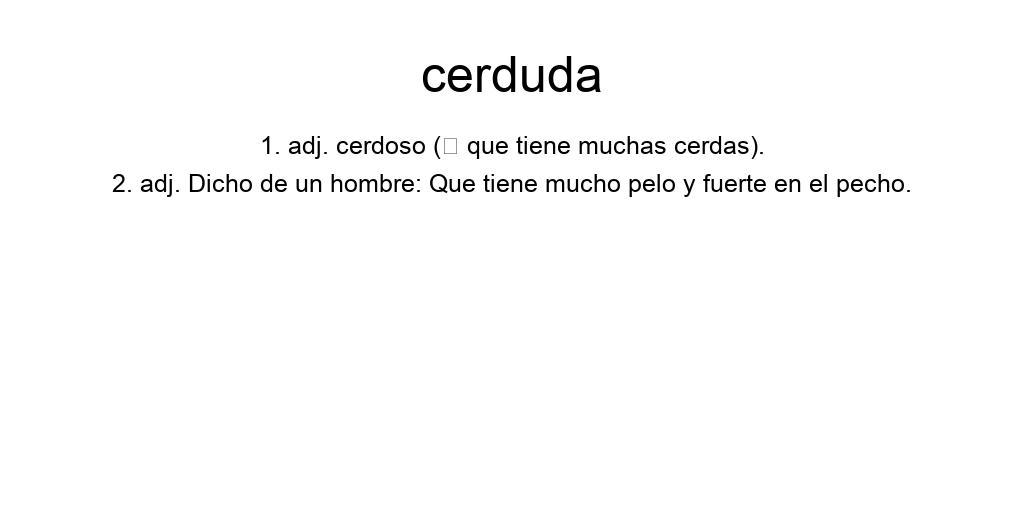 cerduda
1. adj. cerdoso (□ que tiene muchas cerdas).
2. adj. Dicho de un hombre: Que tiene mucho pelo y fuerte en el pecho.